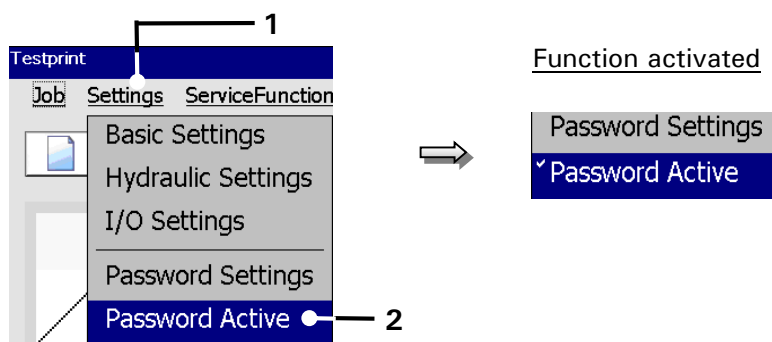 1
Testprint
Job Settings ServiceFunction
Basic Settings
Hydraulic Settings
I/O Settings
Password Settings
Password Active
2
Function activated
Password Settings
Password Active